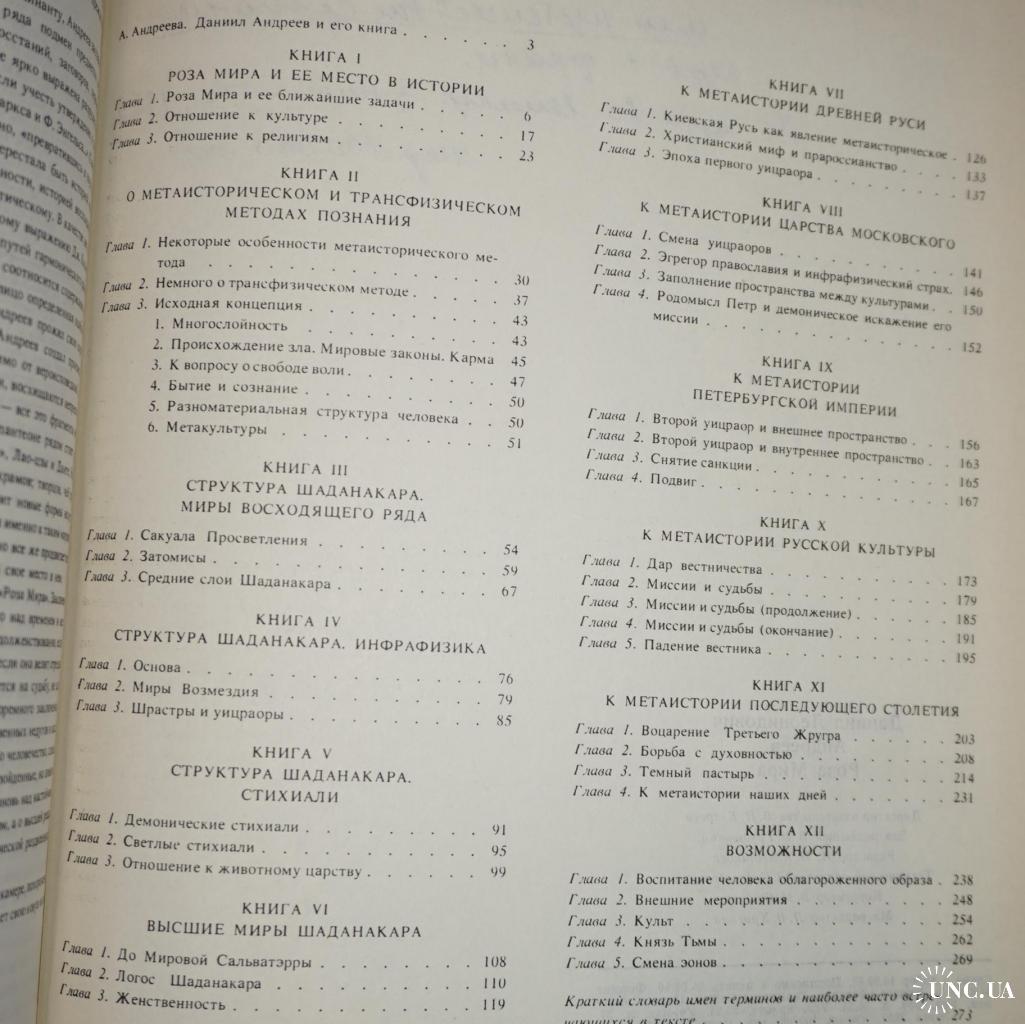 А. Андреева. Даниил Андреев и его книга . . . . . . 3
КНИГА I
РОЗА МИРА И ЕЕ МЕСТО В ИСТОРИИ
Глава 1. Роза Мира и ее ближайшие задачи . . . . . 6
Глава 2. Отношение к культуре . . . . . . . . 17
Глава 3. Отношение к религиям . . . . . . . . 23
КНИГА II
О МЕТАИСТОРИЧЕСКОМ И ТРАНСФИЗИЧЕСКОМ
МЕТОДАХ ПОЗНАНИЯ
Глава 1. Некоторые особенности метаисторического ме-
тода . . . . . . . . . . . . . 30
Глава 2. Немного о трансфизическом методе . . . . . 37
Глава 3. Исходная концепция . . . . . . . . . 43
1. Многослойность . . . . . . . . . 43
2. Происхождение зла. Мировые законы. Карма 45
3. К вопросу о свободе воли . . . . . . . 47
4. Бытие и сознание . . . . . . . . . 50
5. Разноматериальная структура человека . . 50
6. Метакультуры . . . . . . . . . . 51
КНИГА III
СТРУКТУРА ШАДАНАКАРА.
МИРЫ ВОСХОДЯЩЕГО РЯДА
Глава 1. Сакуала Просветления . . . . . . . . 54
Глава 2. Затомисы . . . . . . . . . . . . 59
Глава 3. Средние слои Шаданакара . . . . . . . 67
КНИГА IV
СТРУКТУРА ШАДАНАКАРА. ИНФРАФИЗИКА
Глава 1. Основа . . . . . . . . . . . . . 76
Глава 2. Миры Возмездия . . . . . . . . . . 79
Глава 3. Шрастры и уицраоры . . . . . . . . . 85
КНИГА V
СТРУКТУРА ШАДАНАКАРА.
СТИХИАЛИ
Глава 1. Демонические стихиали . . . . . . . . 91
Глава 2. Светлые стихиали . . . . . . . . . . 95
Глава 3. Отношение к животному царству . . . . . . 99
КНИГА VI
ВЫСШИЕ МИРЫ ШАДАНАКАРА
Глава 1. До Мировой Сальватэрры . . . . . . . 108
Глава 2. Логос Шаданакара . . . . . . . . . 110
Глава 3. Женственность . . . . . . . . . . 119
КНИГА VII
К МЕТАИСТОРИИ ДРЕВНЕЙ РУСИ
Глава 1. Киевская Русь как явление метаисторическое . 126
Глава 2. Христианский миф и прароссианство . . . . 133
Глава 3. Эпоха первого уицраора . . . . . . . . 137
КНИГА VIII
К МЕТАИСТОРИИ ЦАРСТВА МОСКОВСКОГО
Глава 1. Смена уицраоров . . . . . . . . . . 141
Глава 2. Эгрегор православия и инфрафизический страх. 146
Глава 3. Заполнение пространства между культурами . . 150
Глава 4. Родомысл Петр и демоническое искажение его
миссии . . . . . . . . . . . . 152
КНИГА IX
К МЕТАИСТОРИИ
ПЕТЕРБУРГСКОЙ ИМПЕРИИ
Глава 1. Второй уицраор и внешнее пространство . . . 156
Глава 2. Второй уицраор и внутреннее пространство . . 163
Глава 3. Снятие санкции . . . . . . . . . . 165
Глава 4. Подвиг . . . . . . . . . . . . . 167
КНИГА X
К МЕТАИСТОРИИ РУССКОЙ КУЛЬТУРЫ
Глава 1. Дар вестничества . . . . . . . . . . 173
Глава 2. Миссии и судьбы . . . . . . . . . . 179
Глава 3. Миссии и судьбы (продолжение) . . . . . . 185
Глава 4. Миссии и судьбы (окончание) . . . . . . . 191
Глава 5. Падение вестника . . . . . . . . . . 195
КНИГА XI
К МЕТАИСТОРИИ ПОСЛЕДУЮЩЕГО СТОЛЕТИЯ
Глава 1. Воцарение Третьего Жругра . . . . . . 203
Глава 2. Борьба с духовностью . . . . . . . . 208
Глава 3. Темный пастырь . . . . . . . . . . 214
Глава 4. К метаистории наших дней . . . . . . . 231
КНИГА XII
ВОЗМОЖНОСТИ
Глава 1. Воспитание человека облагороженного образа . 238
Глава 2. Внешние мероприятия . . . . . . . . 248
Глава 3. Культ . . . . . . . . . . . . . 254
Глава 4. Князь Тьмы . . . . . . . . . . . 262
Глава 5. Смена эонов . . . . . . . . . . . 269
Краткий словарь имен терминов и наиболее часто встре-
чающихся в тексте . . . . . . . . . . . 273
UNC.UA